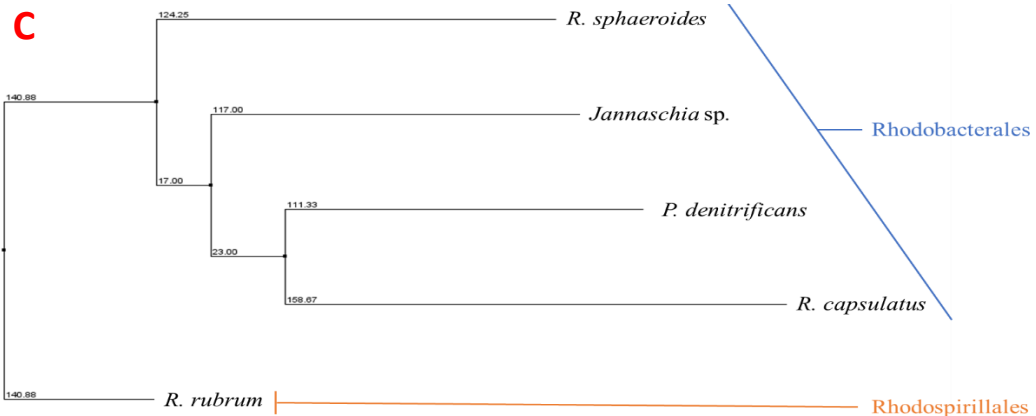 C
124.25
R. sphaeroides
140.88
117.00
Jannaschia sp.
Rhodobacterales
17.00
111.33
P. denitrificans
23.00
158.67
R. capsulatus
140.88
R. rubrum
Rhodospirillales